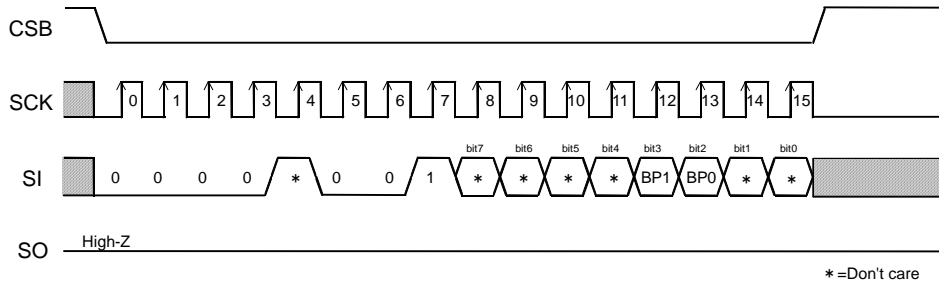 CSB
SCK 0 1 2 3 4 5 6 7 8 9 10 11 12 13 14 15
bit7 bit6 bit5 bit4 bit3 bit2 bit1 bit0
SI 0 0 0 0 * 0 0 1 * * * * BP1 BP0 * *
SO High-Z
*=Don't care